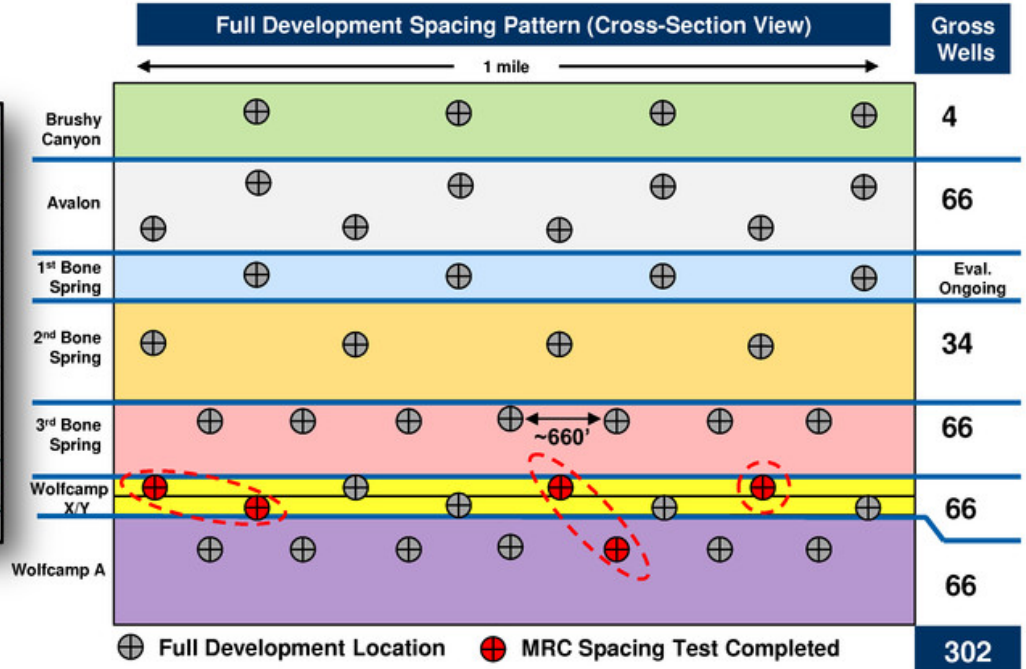 Full Development Spacing Pattern (Cross-Section View)
Gross
Wells
1 mile
Brushy
Canyon
4
Avalon
66
1st Bone
Spring
Eval.
Ongoing
2nd Bone
Spring
34
3rd Bone
Spring
~660'
66
Wolfcamp
X/Y
66
Wolfcamp A
66
Full Development Location
MRC Spacing Test Completed
302